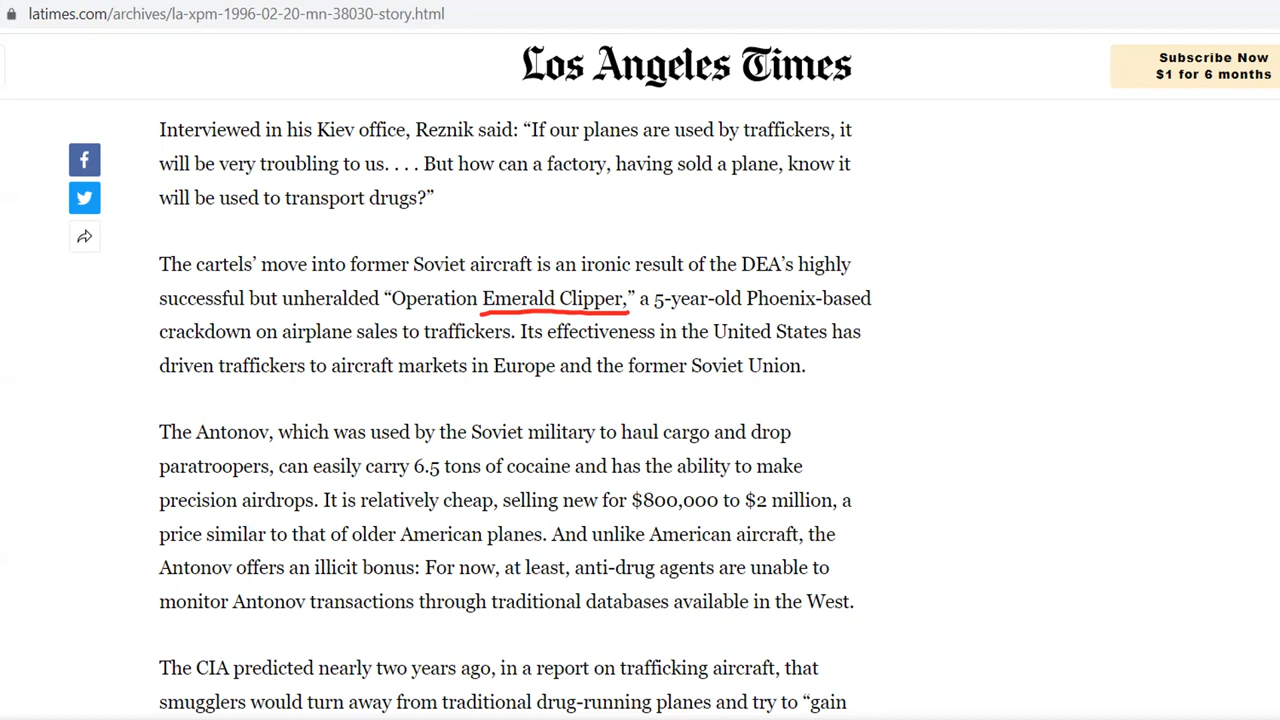 latimes.com/archives/la-xpm-1996-02-20-mn-38030-story.html
Los Angeles Times
Subscribe Now
$1 for 6 months
Interviewed in his Kiev office, Reznik said: “If our planes are used by traffickers, it
will be very troubling to us. . . . But how can a factory, having sold a plane, know it
will be used to transport drugs?”
The cartels’ move into former Soviet aircraft is an ironic result of the DEA’s highly
successful but unheralded “Operation Emerald Clipper,” a 5-year-old Phoenix-based
crackdown on airplane sales to traffickers. Its effectiveness in the United States has
driven traffickers to aircraft markets in Europe and the former Soviet Union.
The Antonov, which was used by the Soviet military to haul cargo and drop
paratroopers, can easily carry 6.5 tons of cocaine and has the ability to make
precision airdrops. It is relatively cheap, selling new for $800,000 to $2 million, a
price similar to that of older American planes. And unlike American aircraft, the
Antonov offers an illicit bonus: For now, at least, anti-drug agents are unable to
monitor Antonov transactions through traditional databases available in the West.
The CIA predicted nearly two years ago, in a report on trafficking aircraft, that
smugglers would turn away from traditional drug-running planes and try to “gain